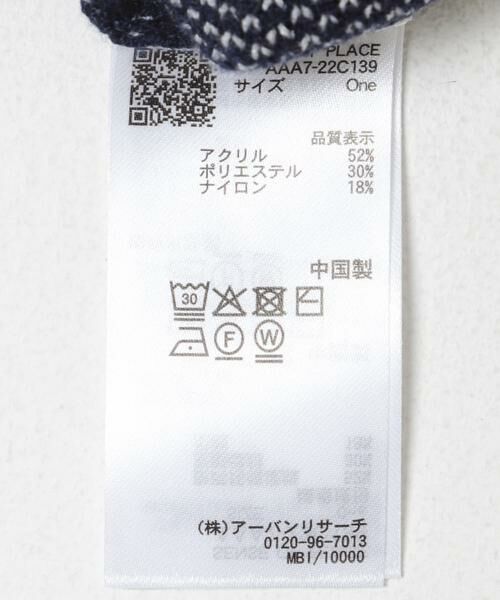 PLACE
AAA7-22C139
サイズ One
品質表示
アクリル 52%
ポリエステル 30%
ナイロン 18%
中国製
30
F W
(株)アーバンリサーチ
0120-96-7013
MBI/10000